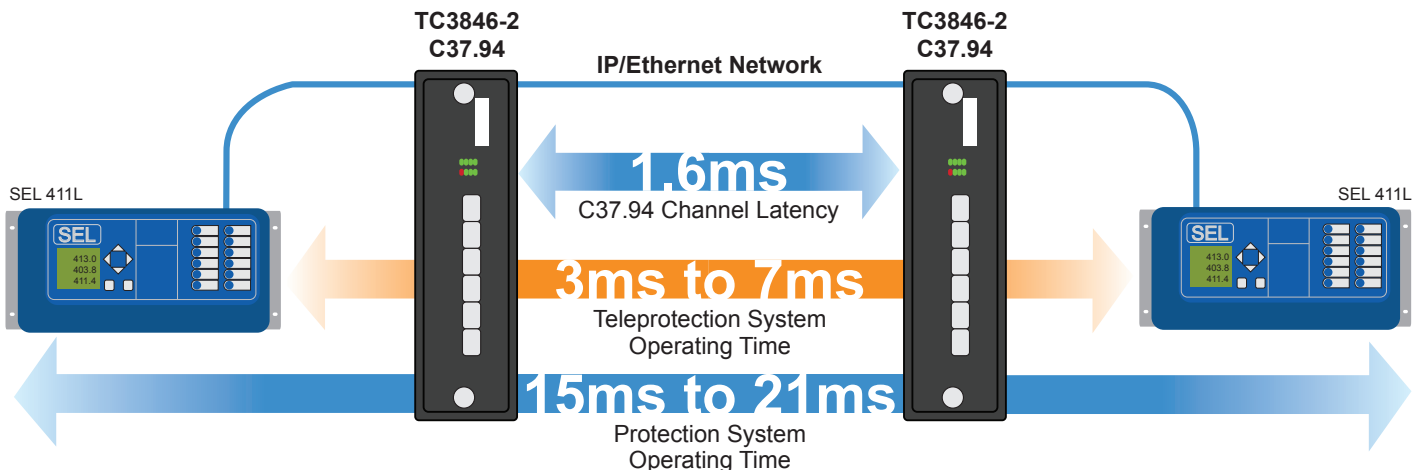 TC3846-2
C37.94
TC3846-2
C37.94
IP/Ethernet Network
1.6ms
C37.94 Channel Latency
SEL 411L
SEL 411L
SEL
413.0
403.8
411.4
SEL
413.0
403.8
411.4
3ms to 7ms
Teleprotection System
Operating Time
15ms to 21ms
Protection System
Operating Time